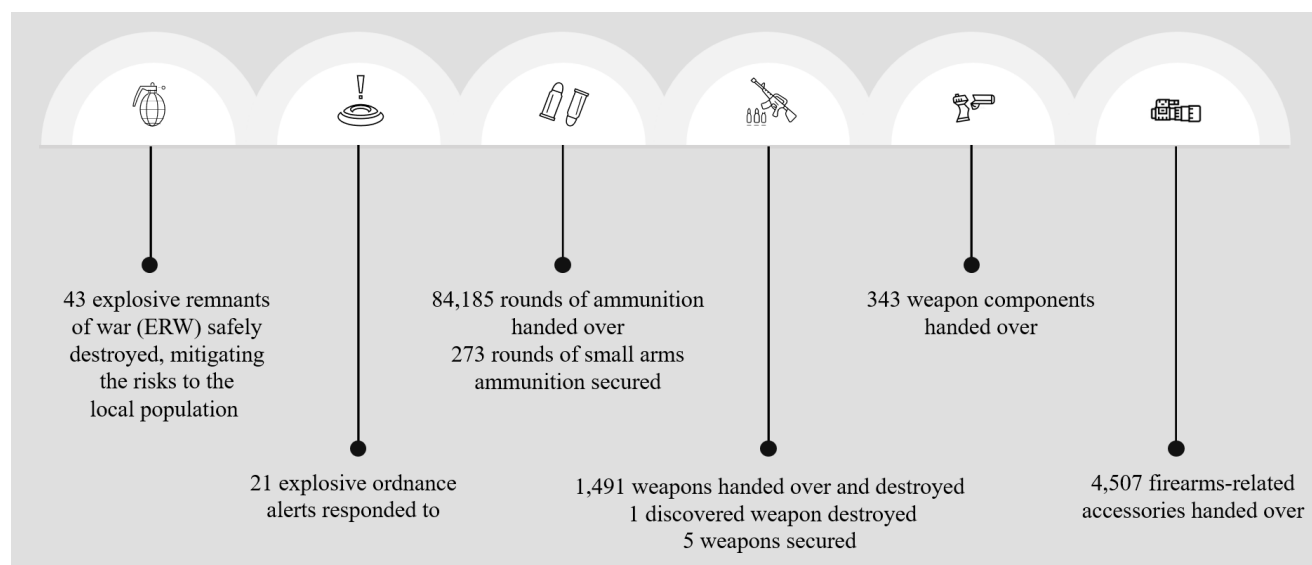 43 explosive remnants
of war (ERW) safely
destroyed, mitigating
the risks to the
local population
21 explosive ordnance
alerts responded to
84,185 rounds of ammunition
handed over
273 rounds of small arms
ammunition secured
1,491 weapons handed over and destroyed
1 discovered weapon destroyed
5 weapons secured
343 weapon components
handed over
4,507 firearms-related
accessories handed over